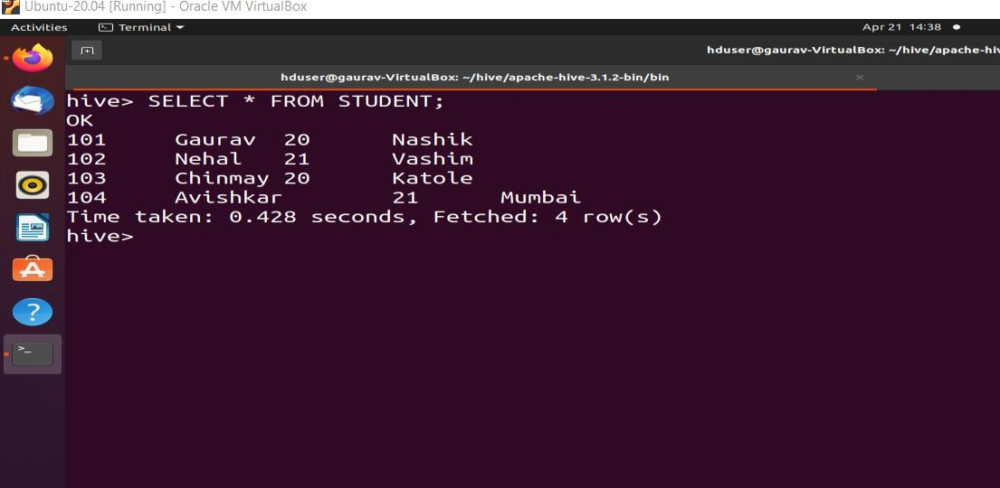 Ubuntu-20.04 [Running] - Oracle VM VirtualBox
Activities Terminal Apr 21 14:38
hduser@gaurav-VirtualBox: ~/hive/apache-hiv
hduser@gaurav-VirtualBox: ~/hive/apache-hive-3.1.2-bin/bin ×
hive> SELECT * FROM STUDENT;
OK
101 Gaurav 20 Nashik
102 Nehal 21 Vashim
103 Chinmay 20 Katole
104 Avishkar 21 Mumbai
Time taken: 0.428 seconds, Fetched: 4 row(s)
hive>